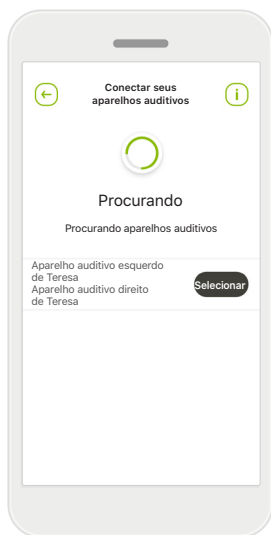 Conectar seus
aparelhos auditivos
Procurando
Procurando aparelhos auditivos
Aparelho auditivo esquerdo
de Teresa
Aparelho auditivo direito
de Teresa
Selecionar